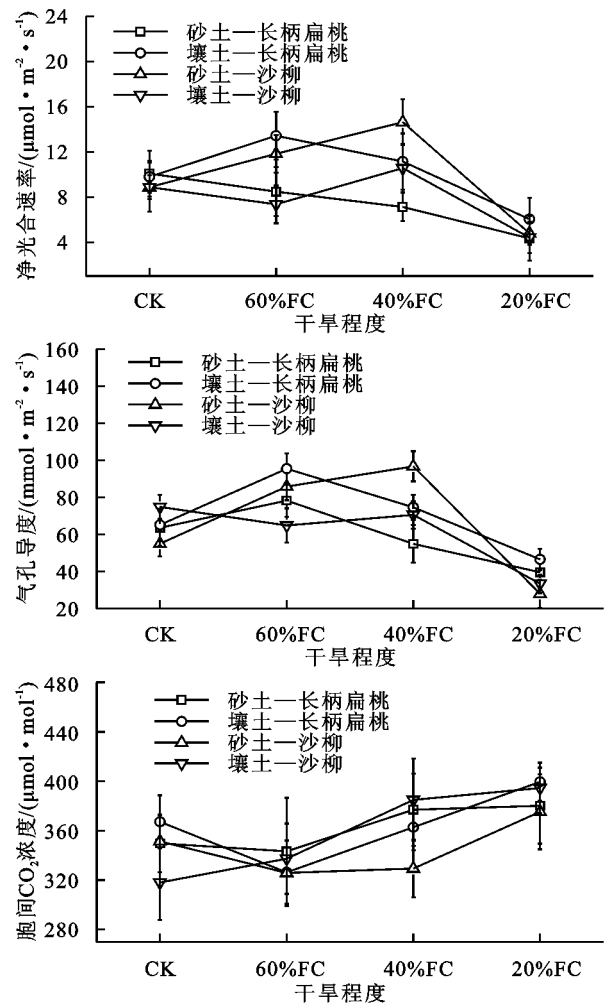 24
20
16
12
8
4
净光合速率/(μmol·m⁻²·s⁻¹)
砂土—长柄扁桃
壤土—长柄扁桃
砂土—沙柳
壤土—沙柳
CK 60%FC 40%FC 20%FC
干旱程度
160
140
120
100
80
60
40
20
气孔导度/(mmol·m⁻²·s⁻¹)
砂土—长柄扁桃
壤土—长柄扁桃
砂土—沙柳
壤土—沙柳
CK 60%FC 40%FC 20%FC
干旱程度
480
440
400
360
320
280
胞间CO₂浓度/(μmol·mol⁻¹)
砂土—长柄扁桃
壤土—长柄扁桃
砂土—沙柳
壤土—沙柳
CK 60%FC 40%FC 20%FC
干旱程度